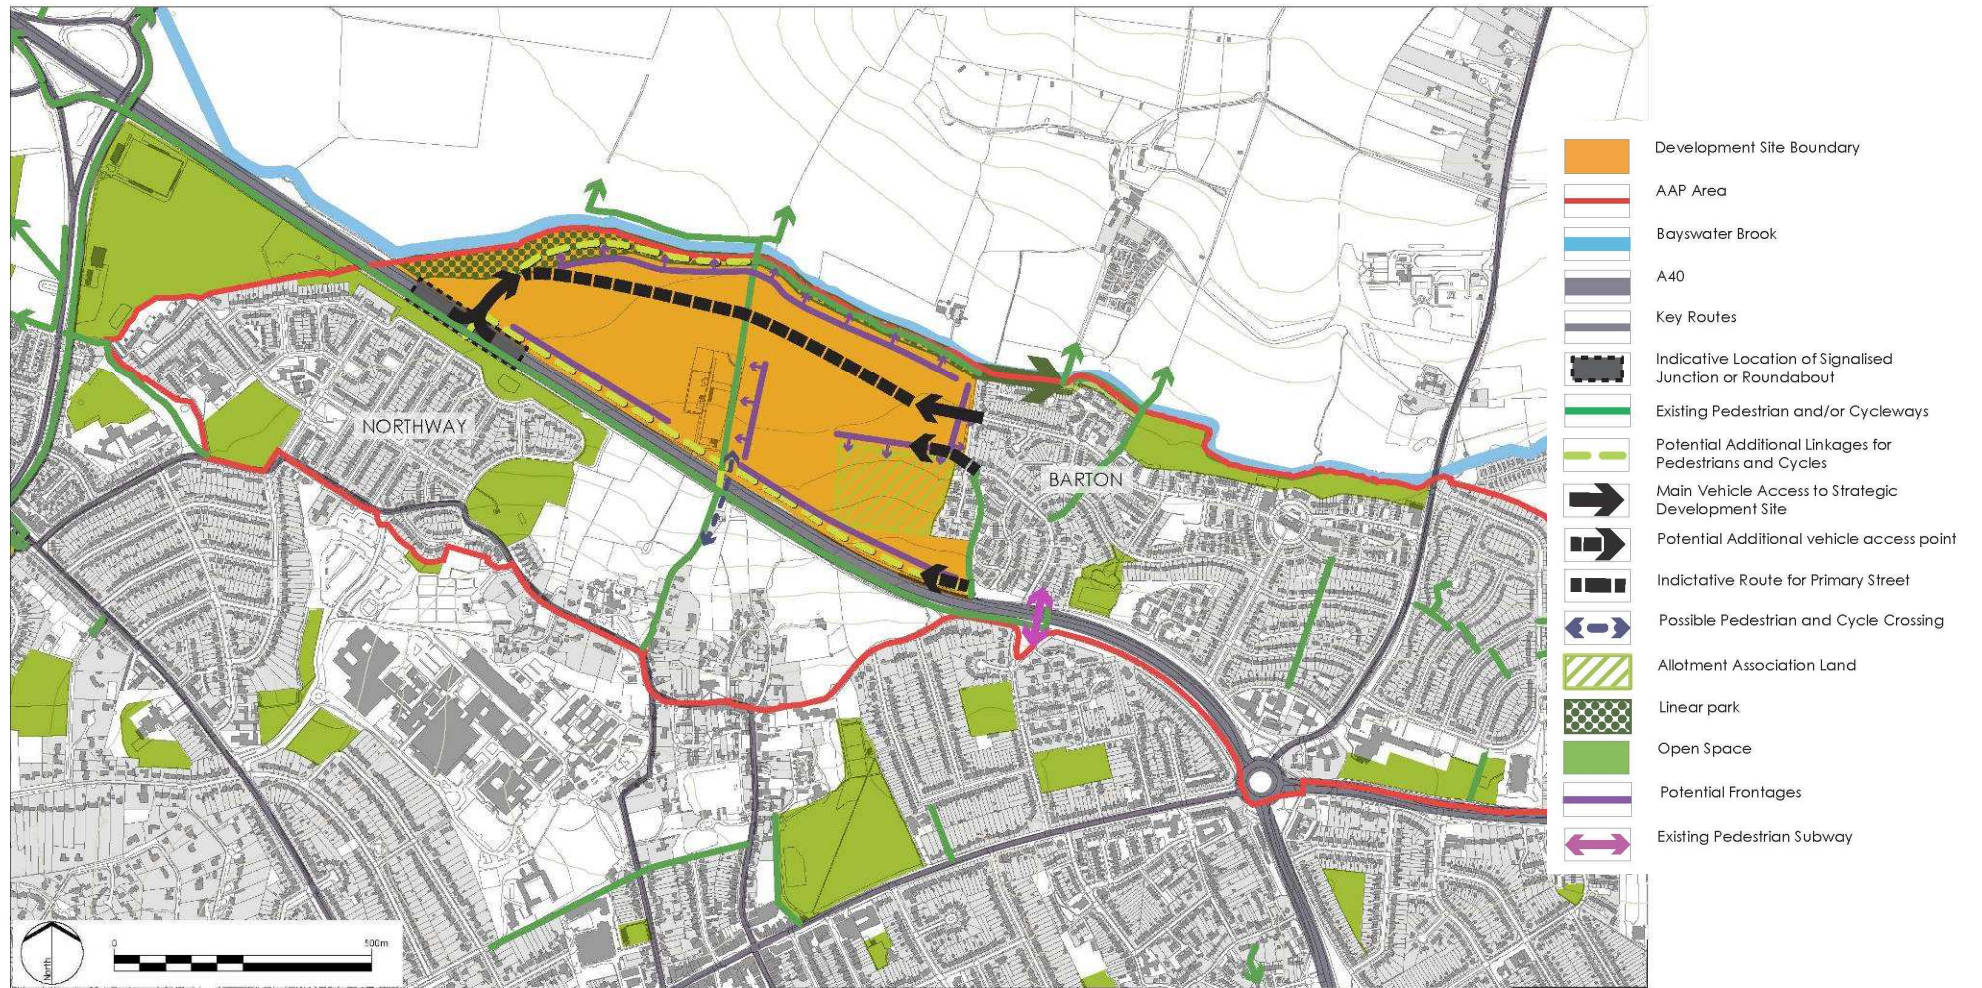 NORTHWAY
BARTON
North
0
500m
Development Site Boundary
AAP Area
Bayswater Brook
A40
Key Routes
Indicative Location of Signalised
Junction or Roundabout
Existing Pedestrian and/or Cycleways
Potential Additional Linkages for
Pedestrians and Cycles
Main Vehicle Access to Strategic
Development Site
Potential Additional vehicle access point
Indictative Route for Primary Street
Possible Pedestrian and Cycle Crossing
Allotment Association Land
Linear park
Open Space
Potential Frontages
Existing Pedestrian Subway